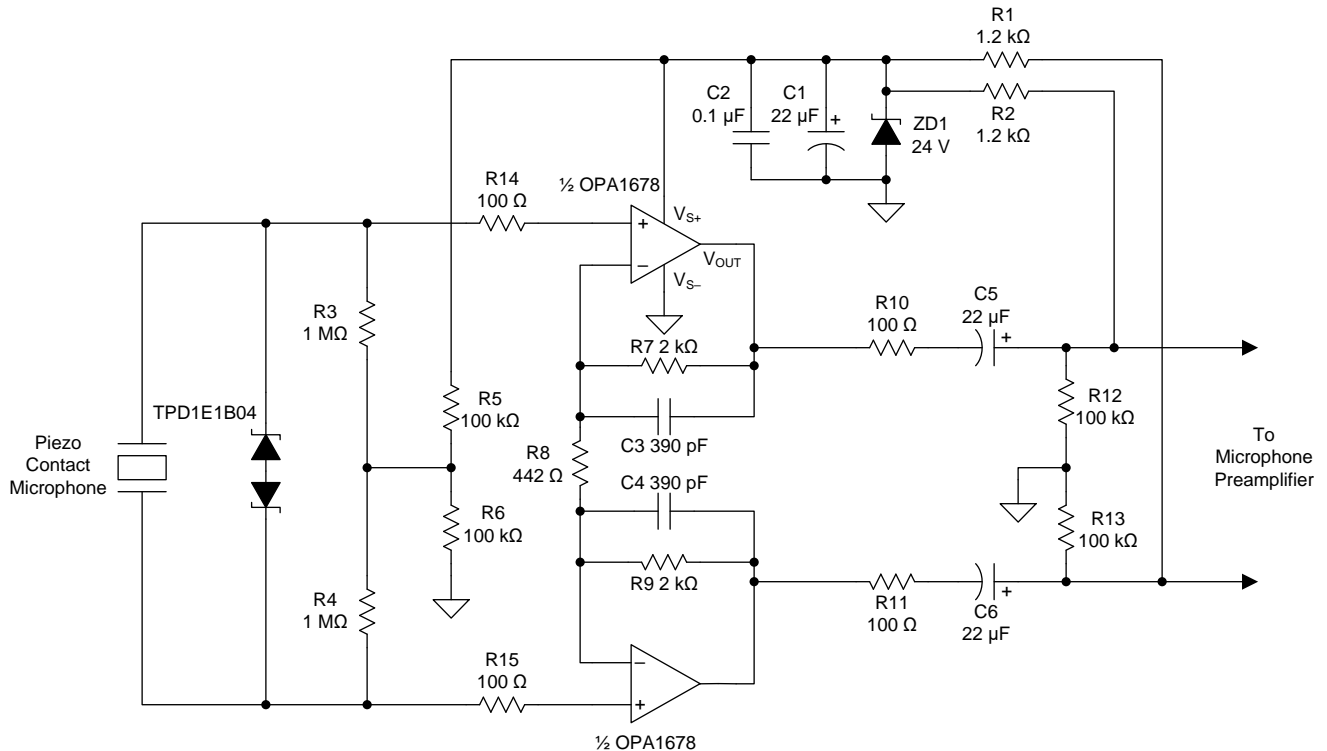 R1
1.2 kΩ
R2
1.2 kΩ
C2
0.1 µF
C1
22 µF
+
ZD1
24 V
R14
100 Ω
½ OPA1678
+
−
VS+
VOUT
VS–
R10
100 Ω
C5
22 µF
+
R3
1 MΩ
R7 2 kΩ
R5
100 kΩ
TPD1E1B04
C3 390 pF
R12
100 kΩ
Piezo
Contact
Microphone
R8
442 Ω
C4 390 pF
To
Microphone
Preamplifier
R6
100 kΩ
R13
100 kΩ
R9 2 kΩ
R4
1 MΩ
R11
100 Ω
+
C6
22 µF
R15
100 Ω
−
+
½ OPA1678